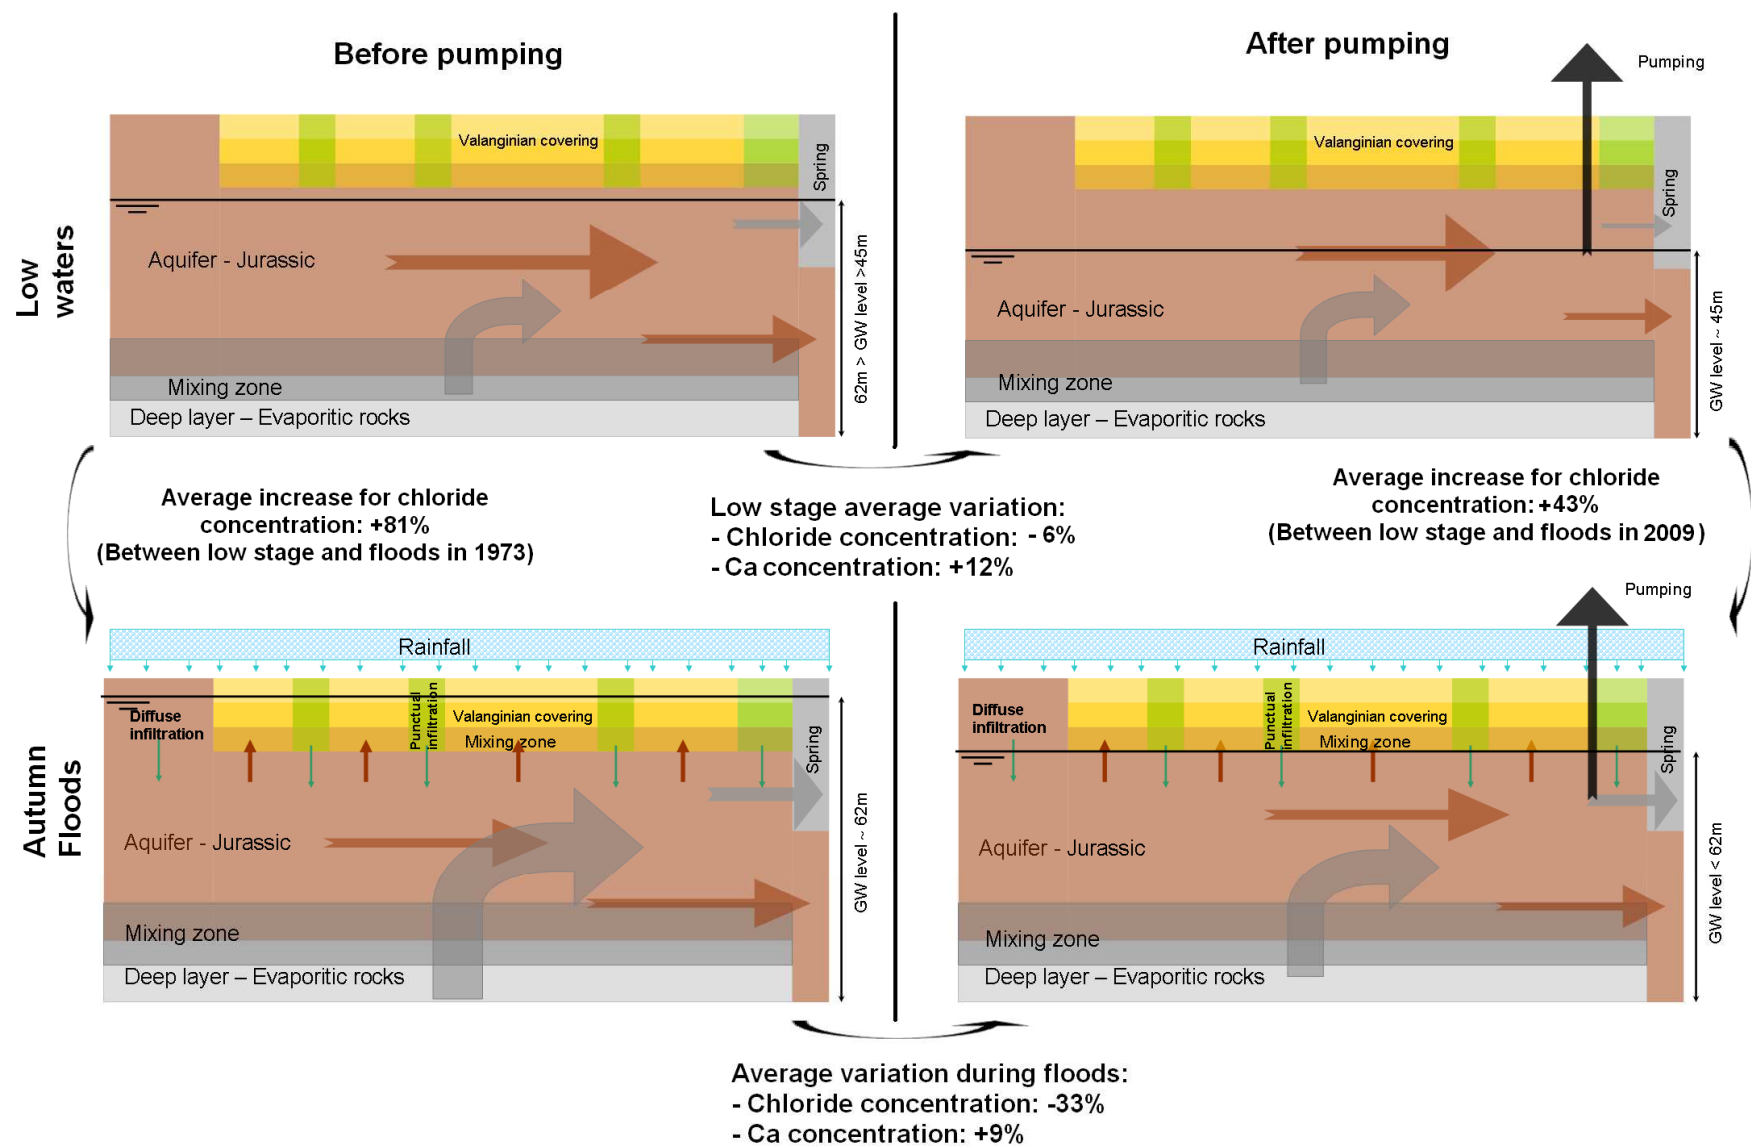 Before pumping
After pumping
Pumping
Low
waters
Valanginian covering
Spring
Aquifer - Jurassic
Mixing zone
Deep layer – Evaporitic rocks
62m > GW level >45m
Valanginian covering
Spring
Aquifer - Jurassic
Mixing zone
Deep layer – Evaporitic rocks
GW level ~ 45m
Average increase for chloride
concentration: +81%
(Between low stage and floods in 1973)
Low stage average variation:
- Chloride concentration: - 6%
- Ca concentration: +12%
Average increase for chloride
concentration: +43%
(Between low stage and floods in 2009)
Autumn
Floods
Rainfall
Diffuse
infiltration
Punctual
infiltration
Valanginian covering
Mixing zone
Spring
Aquifer - Jurassic
Mixing zone
Deep layer – Evaporitic rocks
GW level ~ 62m
Pumping
Rainfall
Diffuse
infiltration
Punctual
infiltration
Valanginian covering
Mixing zone
Spring
Aquifer - Jurassic
Mixing zone
Deep layer – Evaporitic rocks
GW level < 62m
Average variation during floods:
- Chloride concentration: -33%
- Ca concentration: +9%